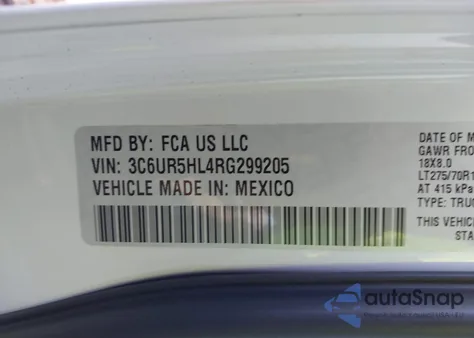 MFD BY: FCA US LLC
VIN: 3C6UR5HL4RG299205
VEHICLE MADE IN: MEXICO
DATE OF M
GAWR FRO
18X8.0
LT275/70R1
AT 415 kPa
TYPE: TRUC
THIS VEHIC
STA
autoSnap